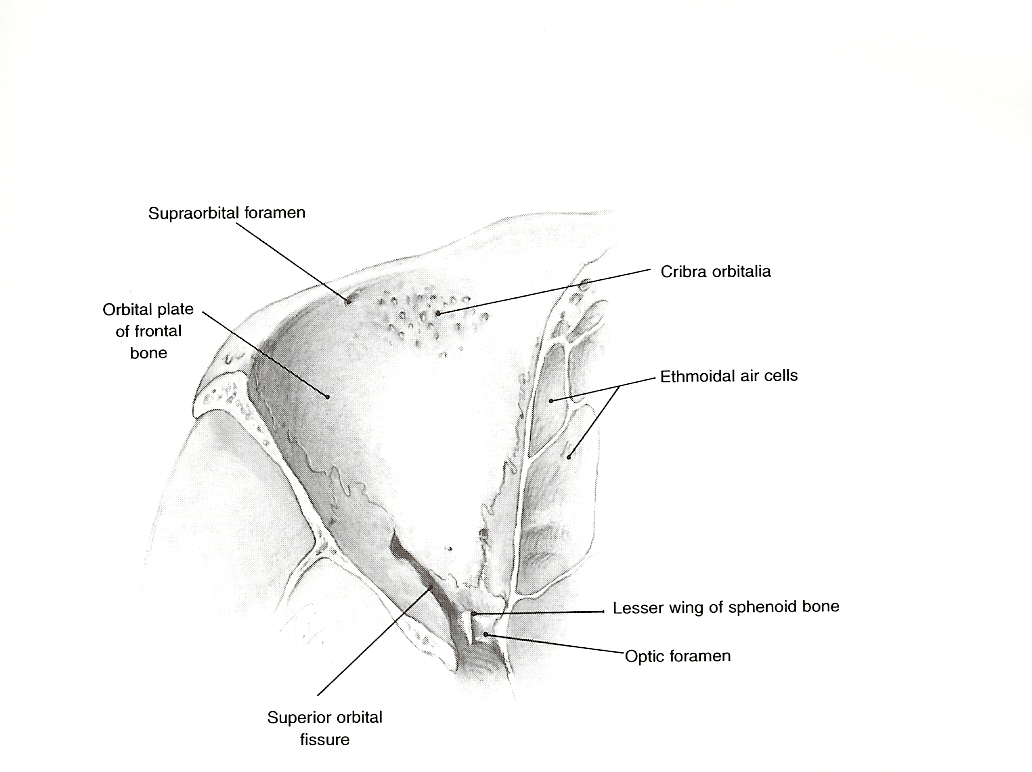 Supraorbital foramen
Cribra orbitalia
Orbital plate
of frontal
bone
Ethmoidal air cells
Lesser wing of sphenoid bone
Optic foramen
Superior orbital
fissure